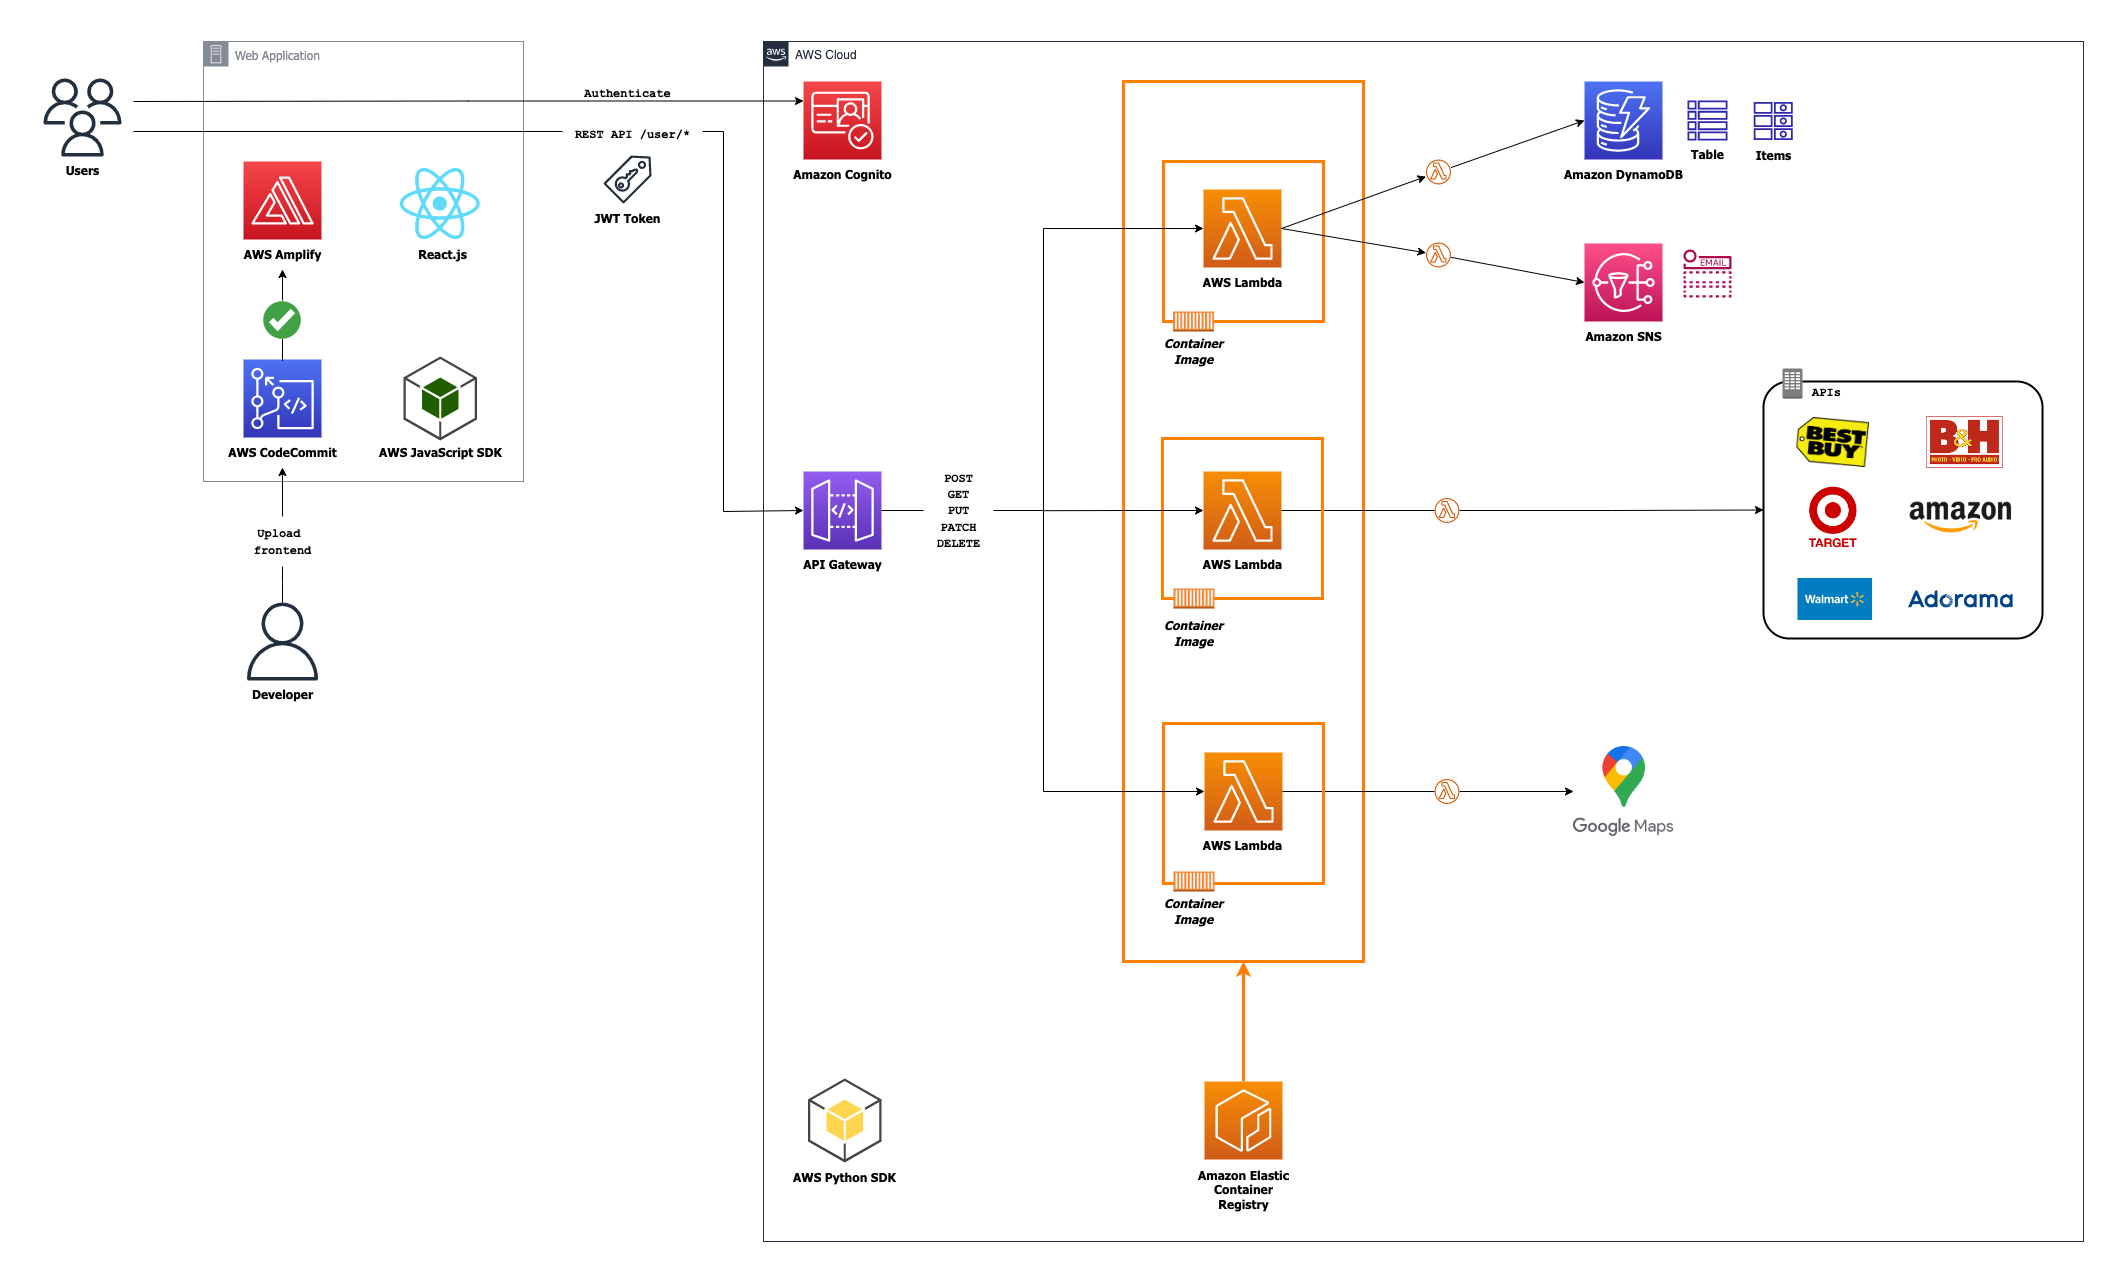 Web Application
aws
AWS Cloud
Users
Authenticate
REST API /user/*
JWT Token
AWS Amplify
React.js
AWS CodeCommit
AWS JavaScript SDK
Upload
frontend
Developer
Amazon Cognito
API Gateway
POST
GET
PUT
PATCH
DELETE
AWS Lambda
Container
Image
AWS Lambda
Container
Image
AWS Lambda
Container
Image
Amazon DynamoDB
Table
Items
Amazon SNS
EMAIL
APIs
BEST
BUY
B&H
PHOTO - VIDEO - PRO AUDIO
TARGET
amazon
Walmart
Adorama
Google Maps
AWS Python SDK
Amazon Elastic
Container
Registry